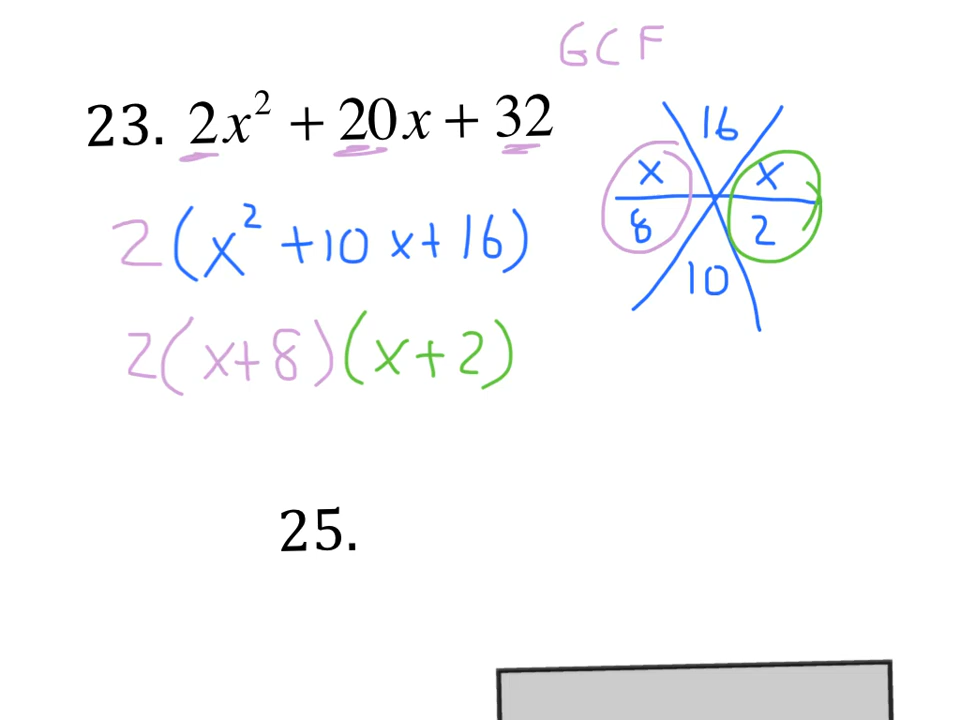 GCF
23. 2x² + 20x + 32
16
x x
8 2
10
2(x² + 10x + 16)
2(x+8)(x+2)
25.